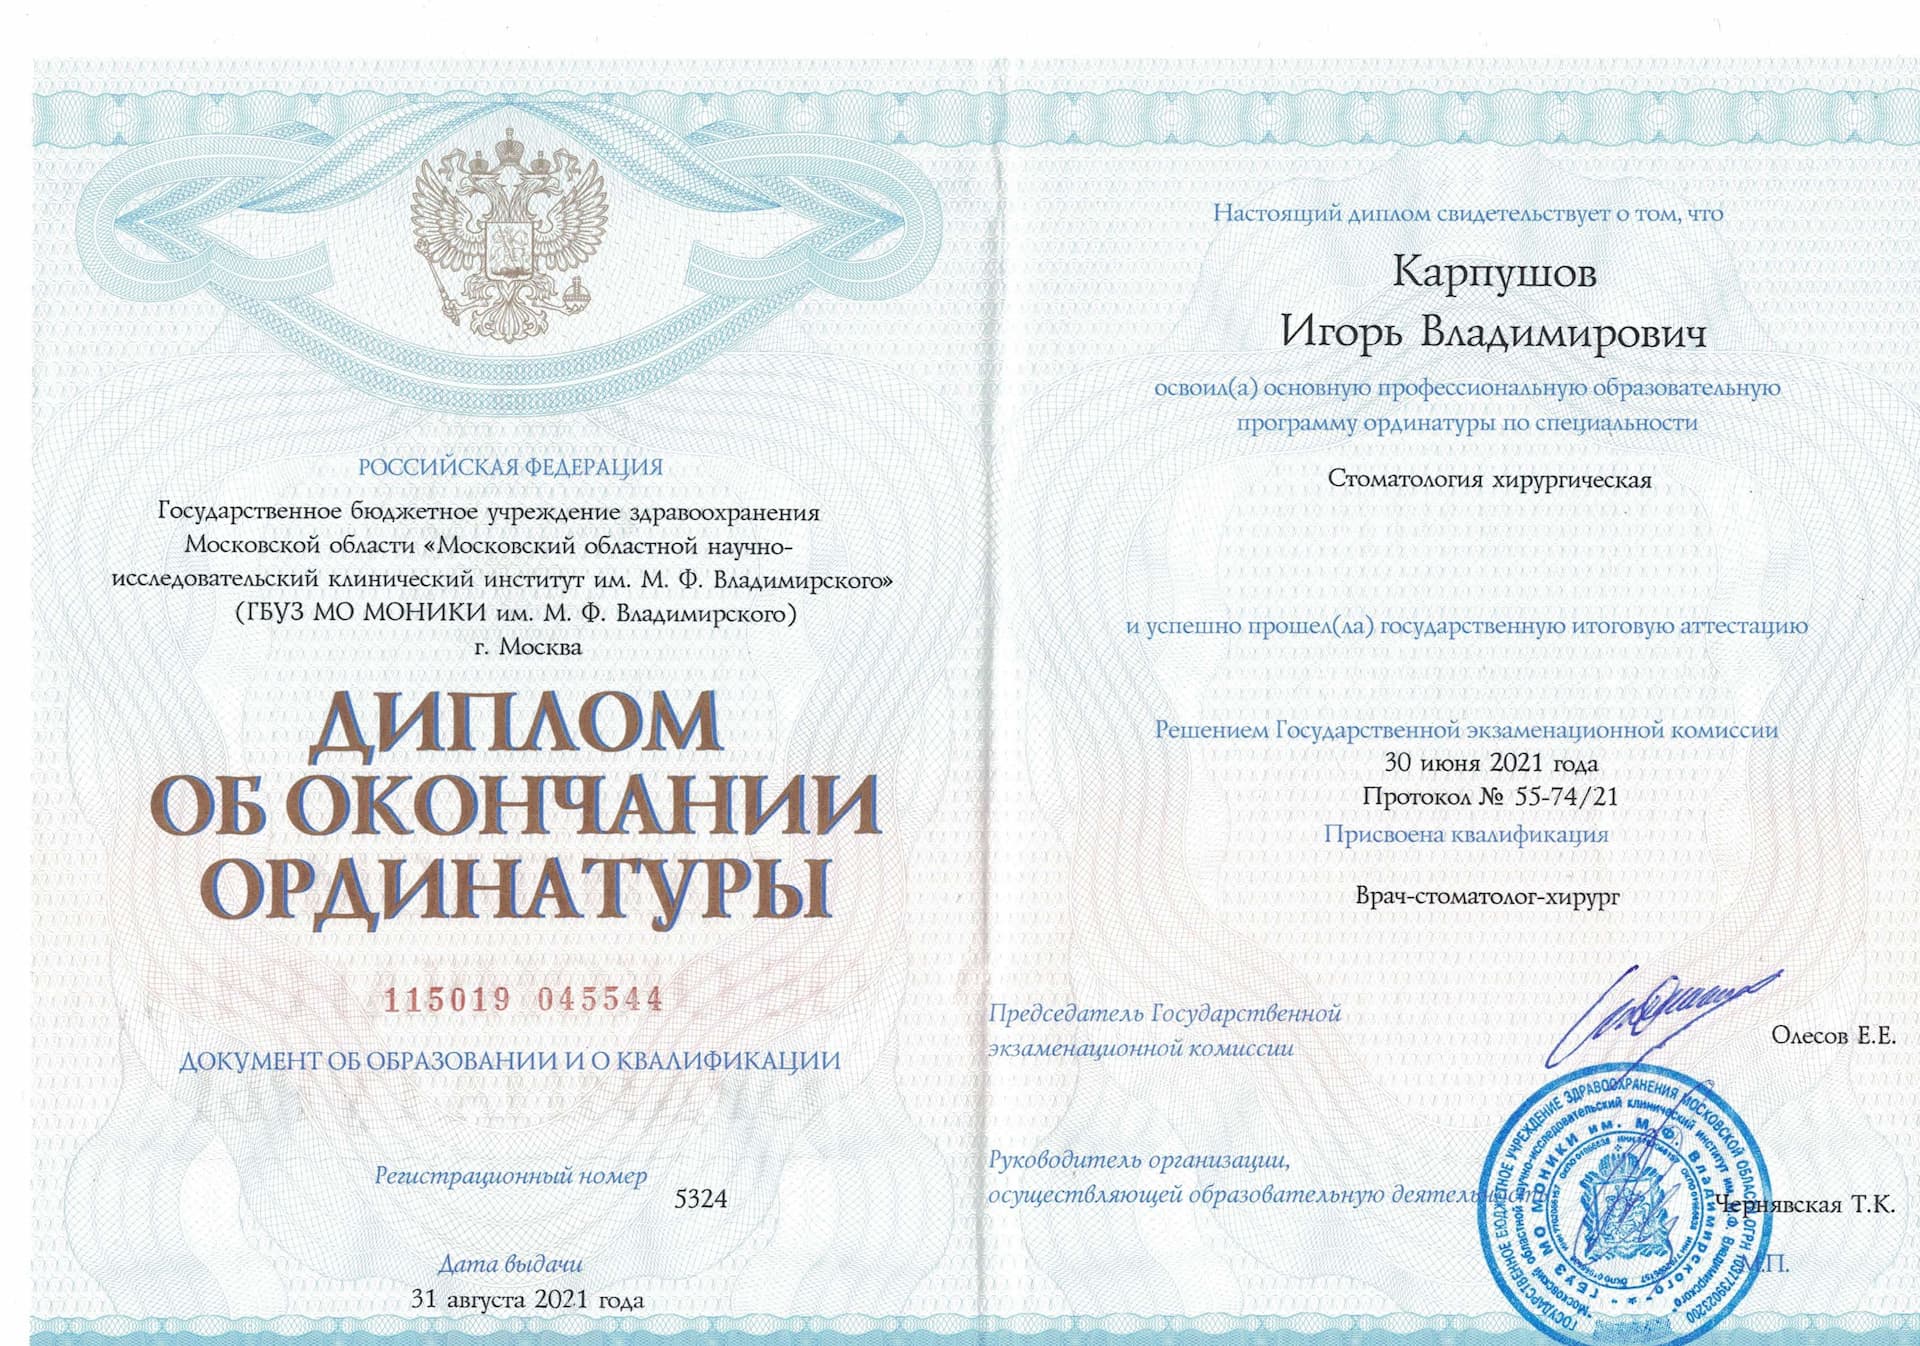 РОССИЙСКАЯ ФЕДЕРАЦИЯ
Государственное бюджетное учреждение здравоохранения
Московской области «Московский областной научно-
исследовательский клинический институт им. М. Ф. Владимирского»
(ГБУЗ МО МОНИКИ им. М. Ф. Владимирского)
г. Москва
ДИПЛОМ
ОБ ОКОНЧАНИИ
ОРДИНАТУРЫ
115019 045544
ДОКУМЕНТ ОБ ОБРАЗОВАНИИ И О КВАЛИФИКАЦИИ
Регистрационный номер
5324
Дата выдачи
31 августа 2021 года
Настоящий диплом свидетельствует о том, что
Карпушов
Игорь Владимирович
освоил(а) основную профессиональную образовательную
программу ординатуры по специальности
Стоматология хирургическая
и успешно прошел(ла) государственную итоговую аттестацию
Решением Государственной экзаменационной комиссии
30 июня 2021 года
Протокол № 55-74/21
Присвоена квалификация
Врач-стоматолог-хирург
Председатель Государственной
экзаменационной комиссии
Олесов Е.Е.
Руководитель организации,
осуществляющей образовательную деятельность
Чернявская Т.К.
М.П.
ГОСУДАРСТВЕННОЕ БЮДЖЕТНОЕ УЧРЕЖДЕНИЕ ЗДРАВООХРАНЕНИЯ МОСКОВСКОЙ ОБЛАСТИ
"Московский областной научно-исследовательский клинический институт им. М.Ф. Владимирского"
ГБУЗ МО МОНИКИ им. М.Ф. Владимирского